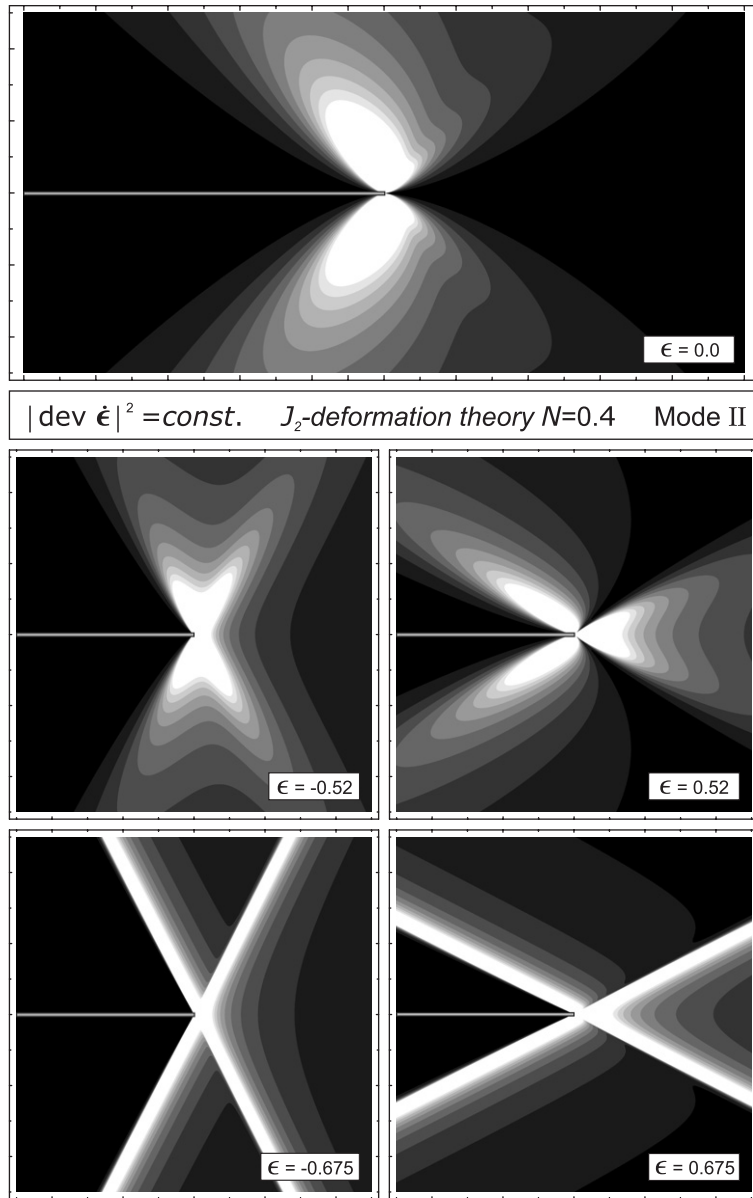 ϵ = 0.0
|dev ϵ̇|² =const. J₂-deformation theory N=0.4 Mode II
ϵ = -0.52
ϵ = 0.52
ϵ = -0.675
ϵ = 0.675